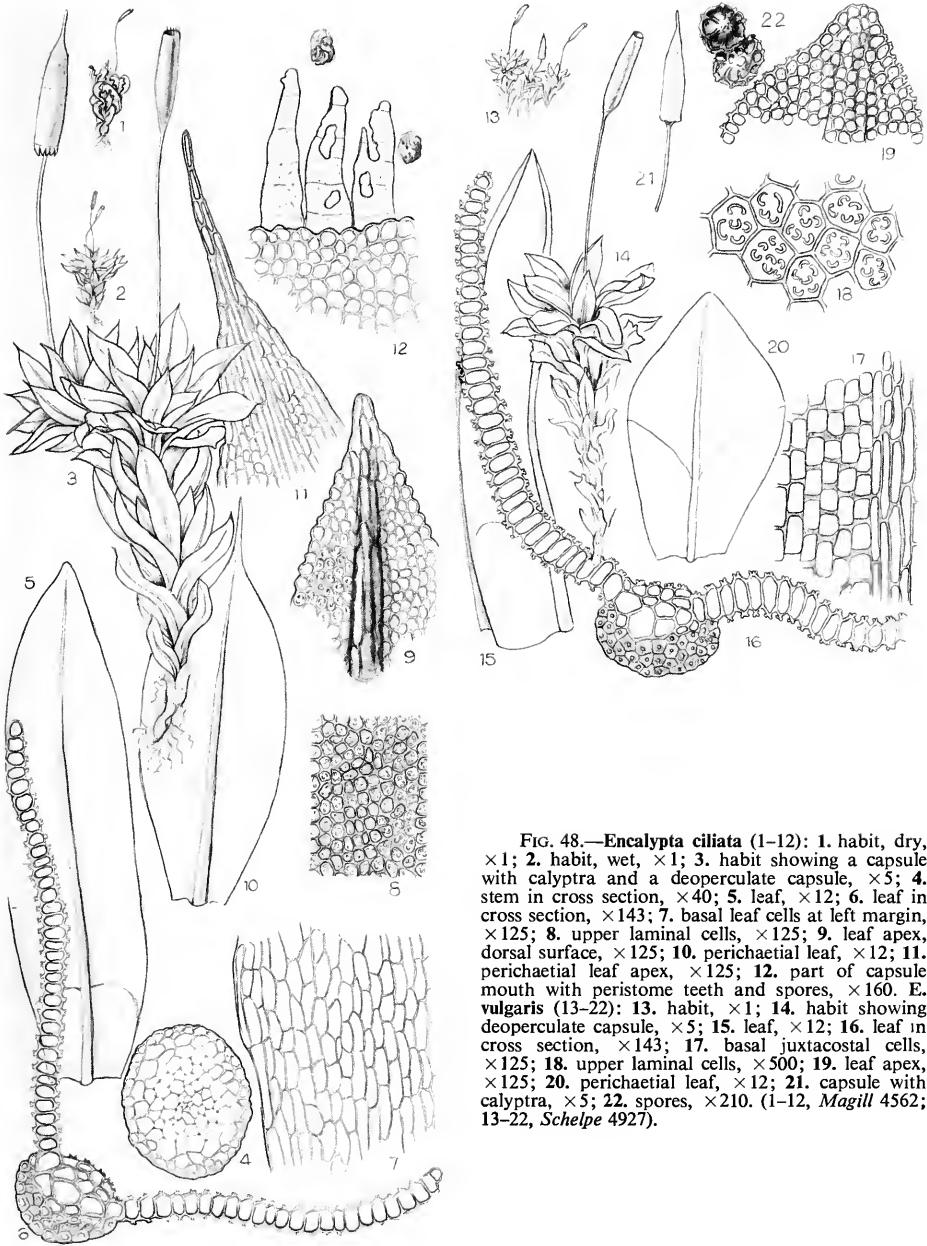 1
2
3
12
11
9
5
10
8
4
7
6
13
22
19
21
14
18
20
17
15
16
FIG. 48.—Encalypta ciliata (1–12): 1. habit, dry,
×1; 2. habit, wet, ×1; 3. habit showing a capsule
with calyptra and a deoperculate capsule, ×5; 4.
stem in cross section, ×40; 5. leaf, ×12; 6. leaf in
cross section, ×143; 7. basal leaf cells at left margin,
×125; 8. upper laminal cells, ×125; 9. leaf apex,
dorsal surface, ×125; 10. perichaetial leaf, ×12; 11.
perichaetial leaf apex, ×125; 12. part of capsule
mouth with peristome teeth and spores, ×160. E.
vulgaris (13–22): 13. habit, ×1; 14. habit showing
deoperculate capsule, ×5; 15. leaf, ×12; 16. leaf in
cross section, ×143; 17. basal juxtacostal cells,
×125; 18. upper laminal cells, ×500; 19. leaf apex,
×125; 20. perichaetial leaf, ×12; 21. capsule with
calyptra, ×5; 22. spores, ×210. (1–12, Magill 4562;
13–22, Schelpe 4927).